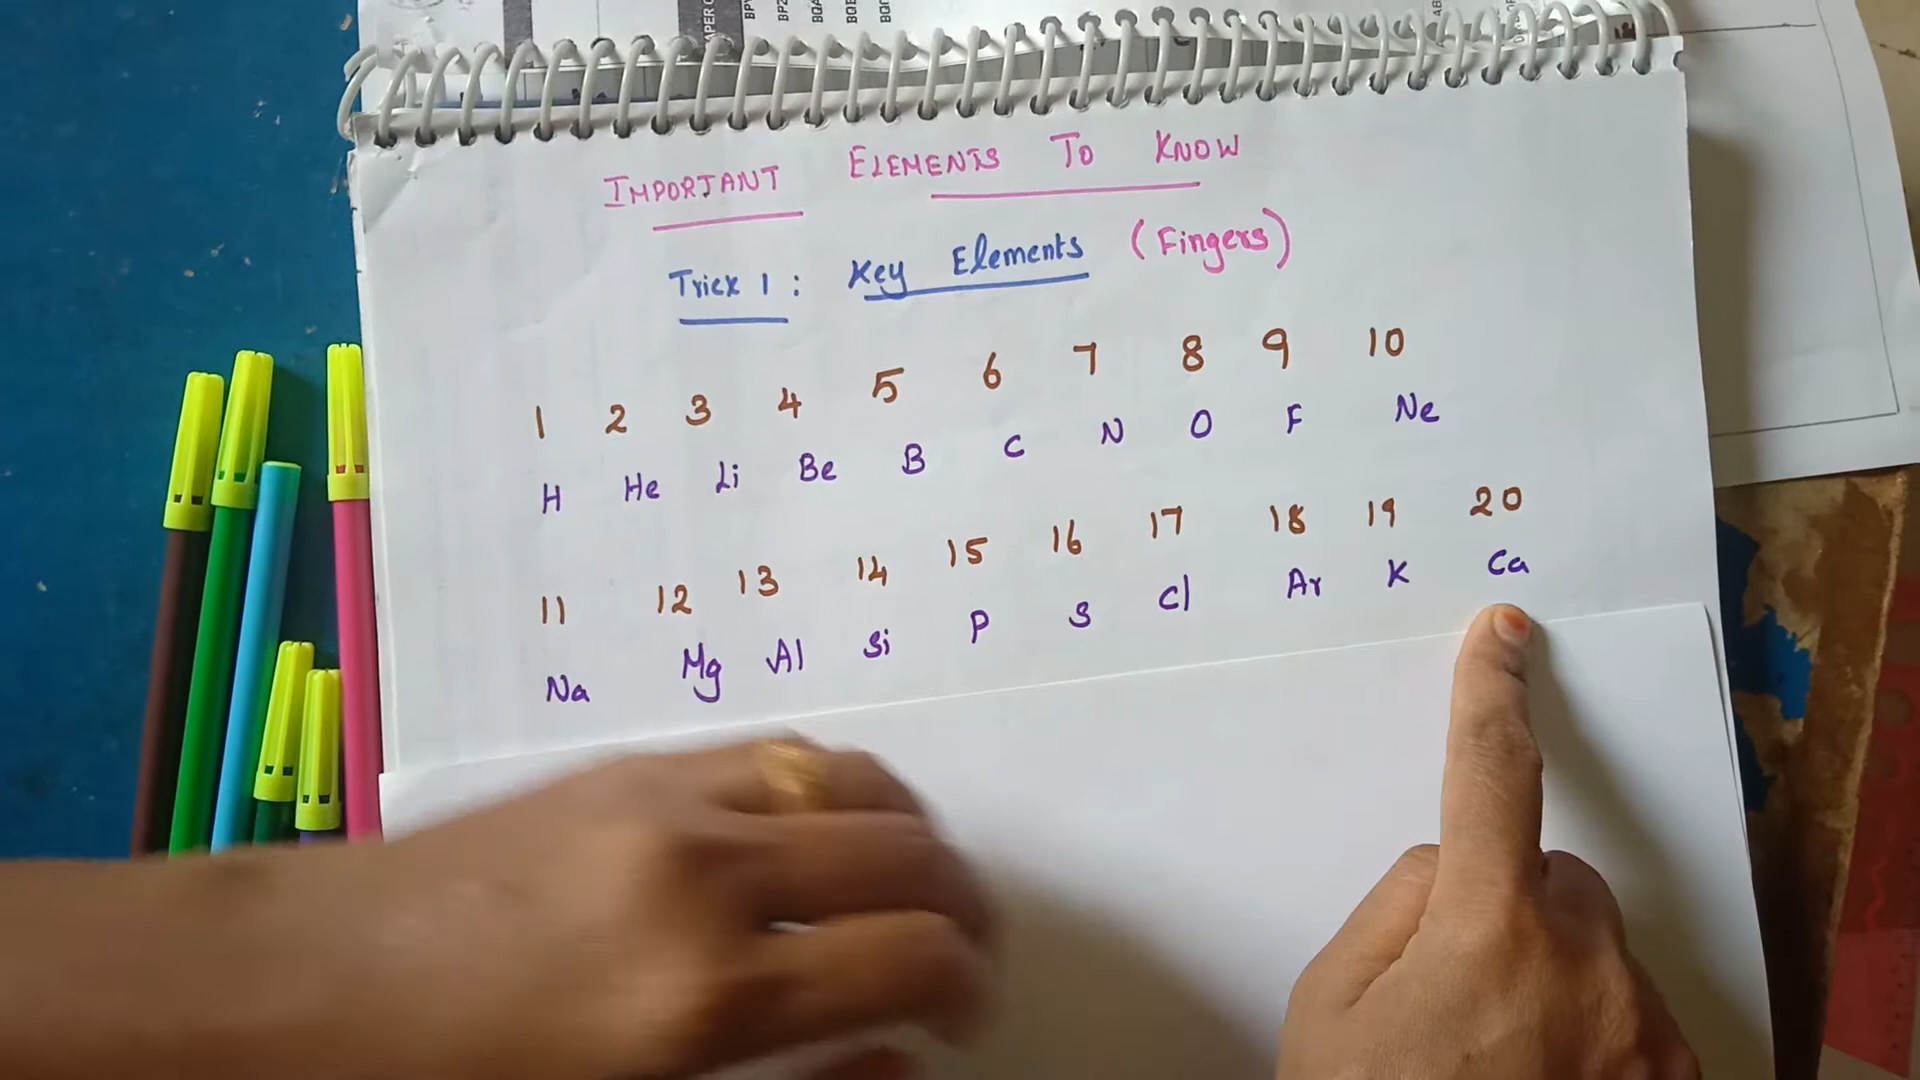 IMPORTANT ELEMENTS TO KNOW
Trick 1 : Key Elements (Fingers)
1 2 3 4 5 6 7 8 9 10
H He Li Be B C N O F Ne
11 12 13 14 15 16 17 18 19 20
Na Mg Al Si P S Cl Ar K Ca